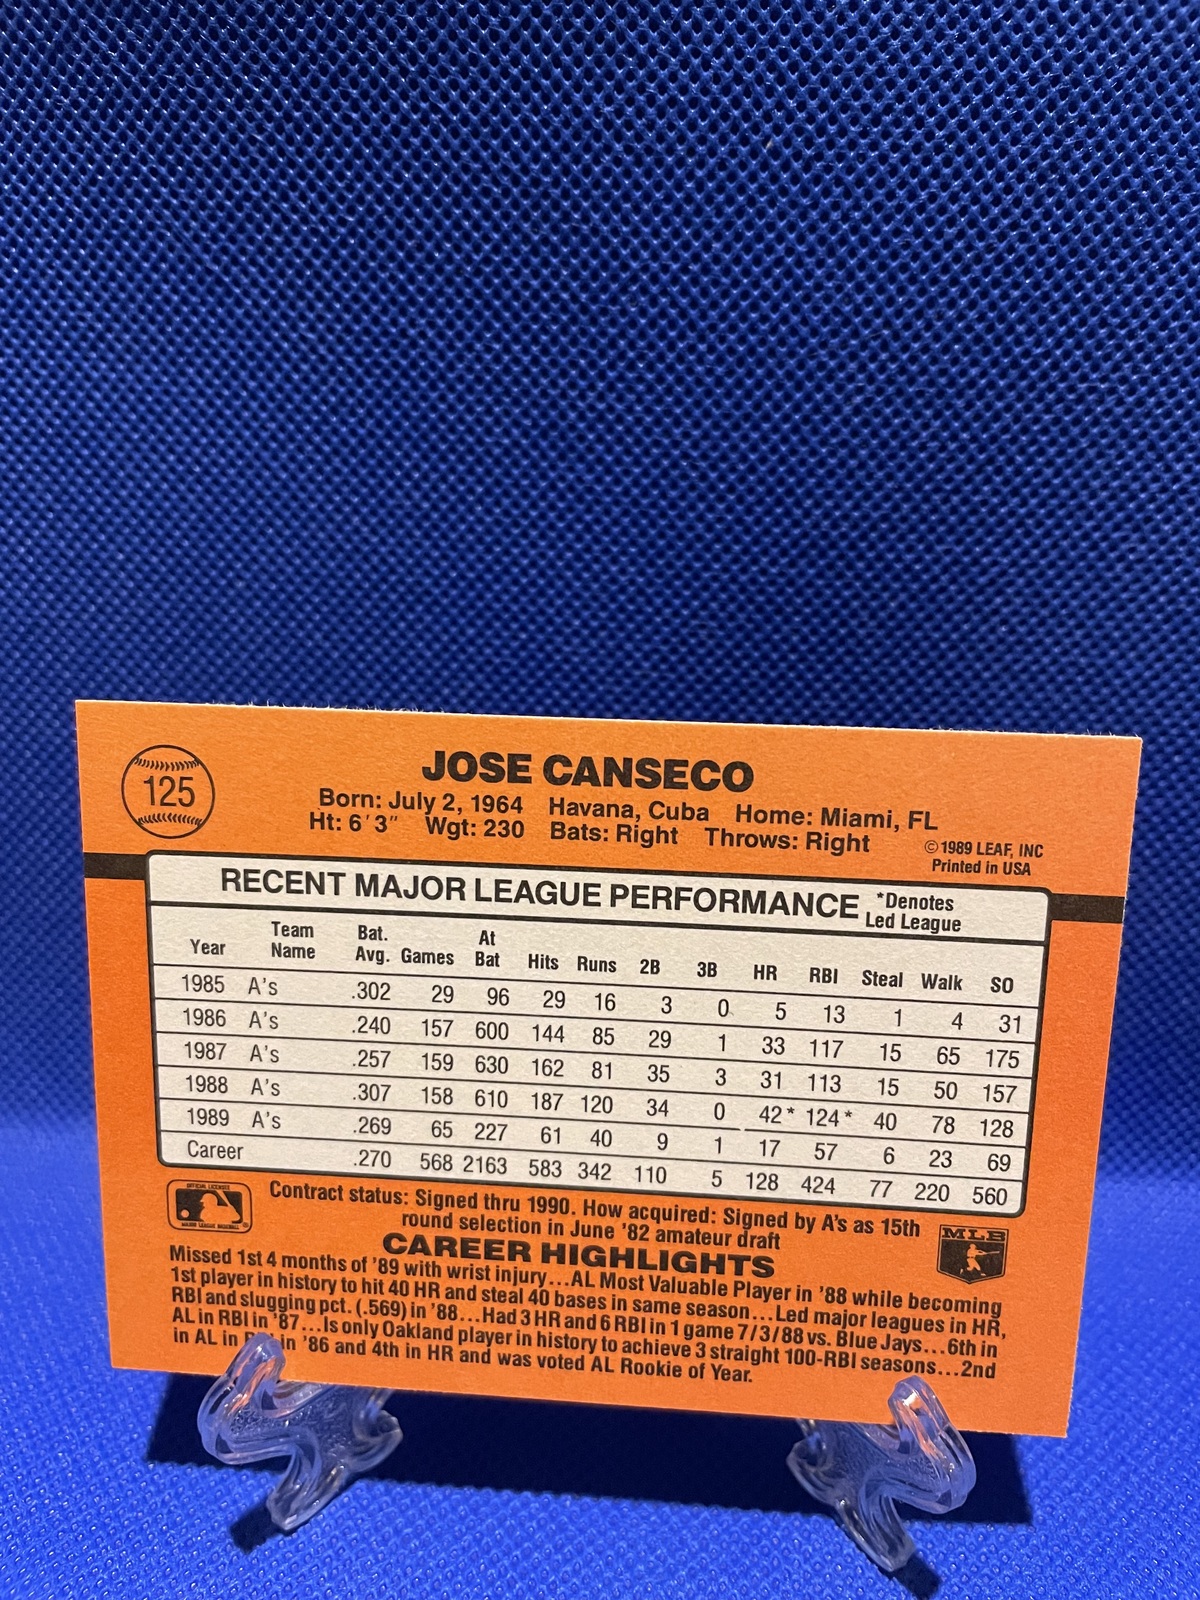 125
JOSE CANSECO
Born: July 2, 1964 Havana, Cuba Home: Miami, FL
Ht: 6'3" Wgt: 230 Bats: Right Throws: Right
©1989 LEAF, INC
Printed in USA
RECENT MAJOR LEAGUE PERFORMANCE
*Denotes
Led League
Year Team Name Bat. Avg. Games At Bat Hits Runs 2B 3B HR RBI Steal Walk SO
1985 A's .302 29 96 29 16 3 0 5 13 1 4 31
1986 A's .240 157 600 144 85 29 1 33 117 15 65 175
1987 A's .257 159 630 162 81 35 3 31 113 15 50 157
1988 A's .307 158 610 187 120 34 0 42* 124* 40 78 128
1989 A's .269 65 227 61 40 9 1 17 57 6 23 69
Career .270 568 2163 583 342 110 5 128 424 77 220 560
Contract status: Signed thru 1990. How acquired: Signed by A's as 15th
round selection in June '82 amateur draft
MLB
CAREER HIGHLIGHTS
Missed 1st 4 months of '89 with wrist injury...AL Most Valuable Player in '88 while becoming
1st player in history to hit 40 HR and steal 40 bases in same season...Led major leagues in HR,
RBI and slugging pct. (.569) in '88...Had 3 HR and 6 RBI in 1 game 7/3/88 vs. Blue Jays...6th in
AL in RBI in '87...Is only Oakland player in history to achieve 3 straight 100-RBI seasons...2nd
in AL in in '86 and 4th in HR and was voted AL Rookie of Year.